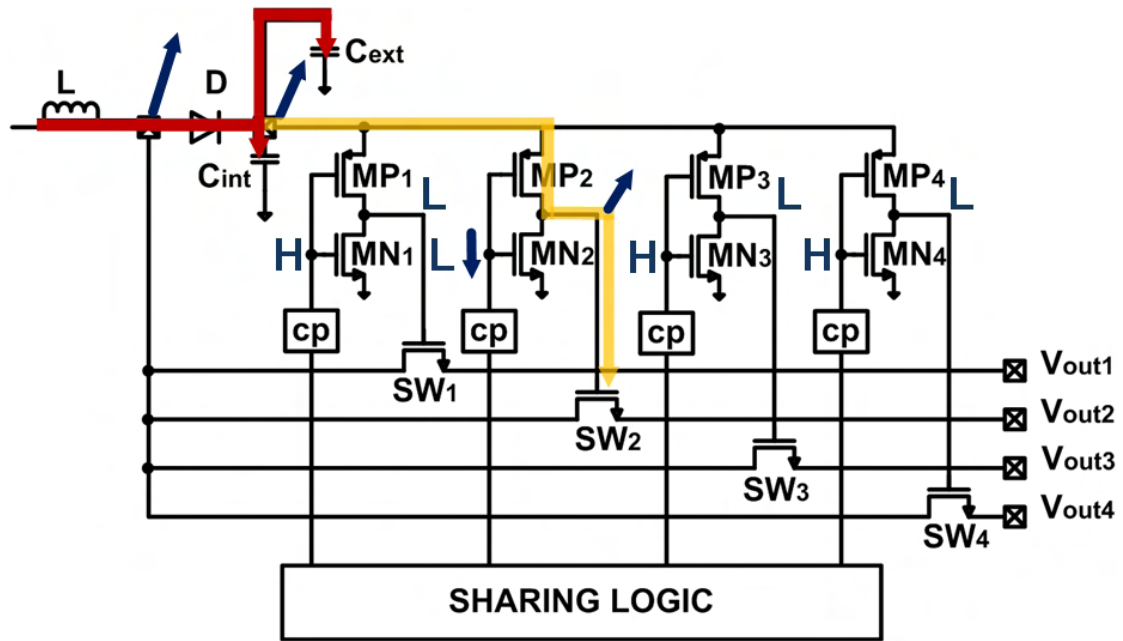 Cext
L
D
Cint
MP1
L
MP2
MP3
L
MP4
L
H
MN1
L
MN2
H
MN3
H
MN4
cp
cp
cp
cp
SW1
Vout1
SW2
Vout2
SW3
Vout3
SW4
Vout4
SHARING LOGIC